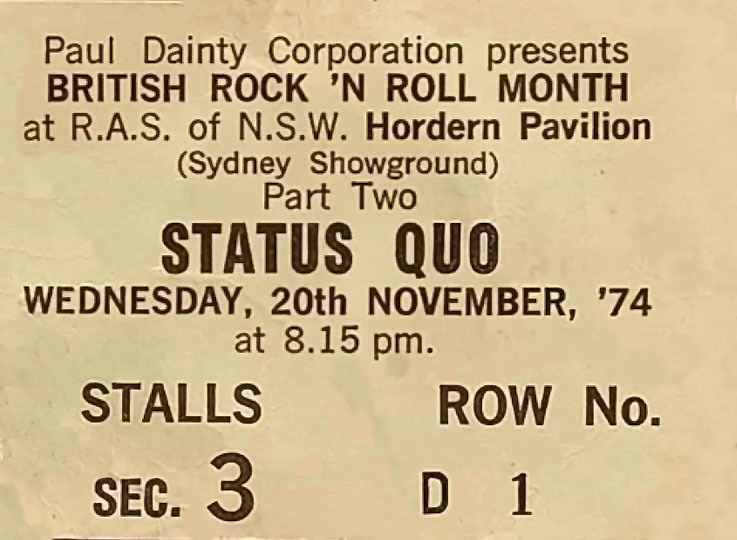 Paul Dainty Corporation presents
BRITISH ROCK 'N ROLL MONTH
at R.A.S. of N.S.W. Hordern Pavilion
(Sydney Showground)
Part Two
STATUS QUO
WEDNESDAY, 20th NOVEMBER, '74
at 8.15 pm.
STALLS ROW No.
SEC. 3 D 1